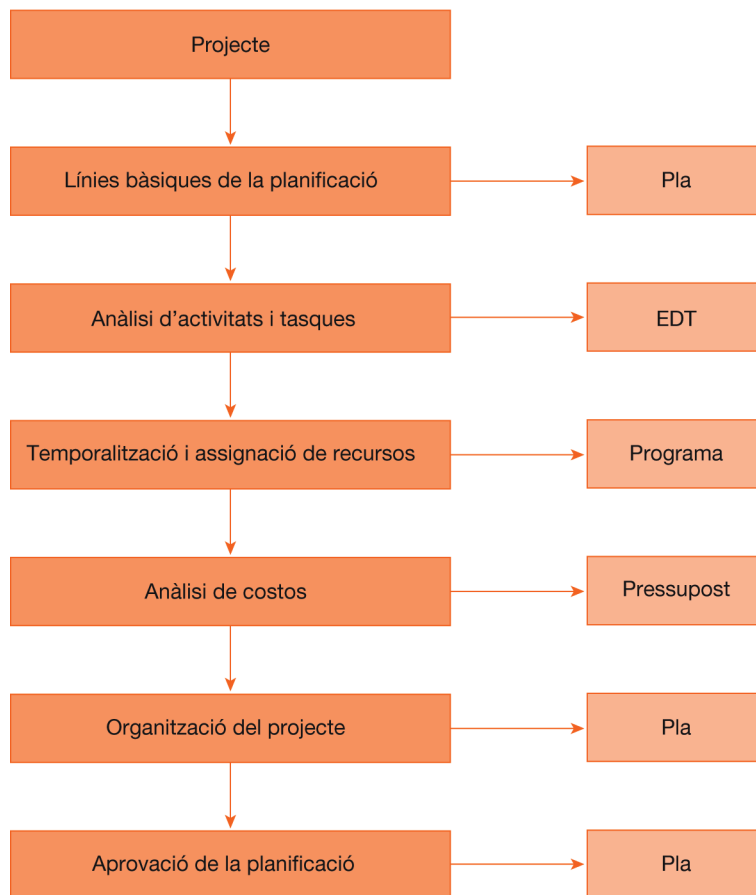 Projecte
Línies bàsiques de la planificació
Pla
Anàlisi d’activitats i tasques
EDT
Temporalització i assignació de recursos
Programa
Anàlisi de costos
Pressupost
Organització del projecte
Pla
Aprovació de la planificació
Pla